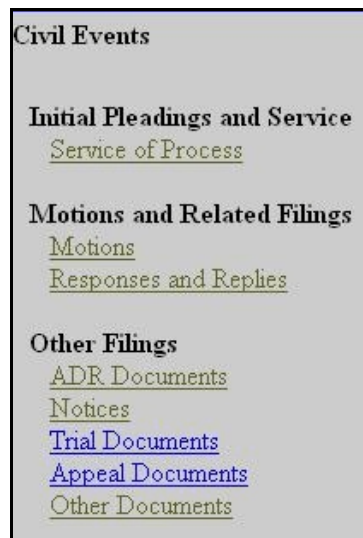 Civil Events
Initial Pleadings and Service
Service of Process
Motions and Related Filings
Motions
Responses and Replies
Other Filings
ADR Documents
Notices
Trial Documents
Appeal Documents
Other Documents